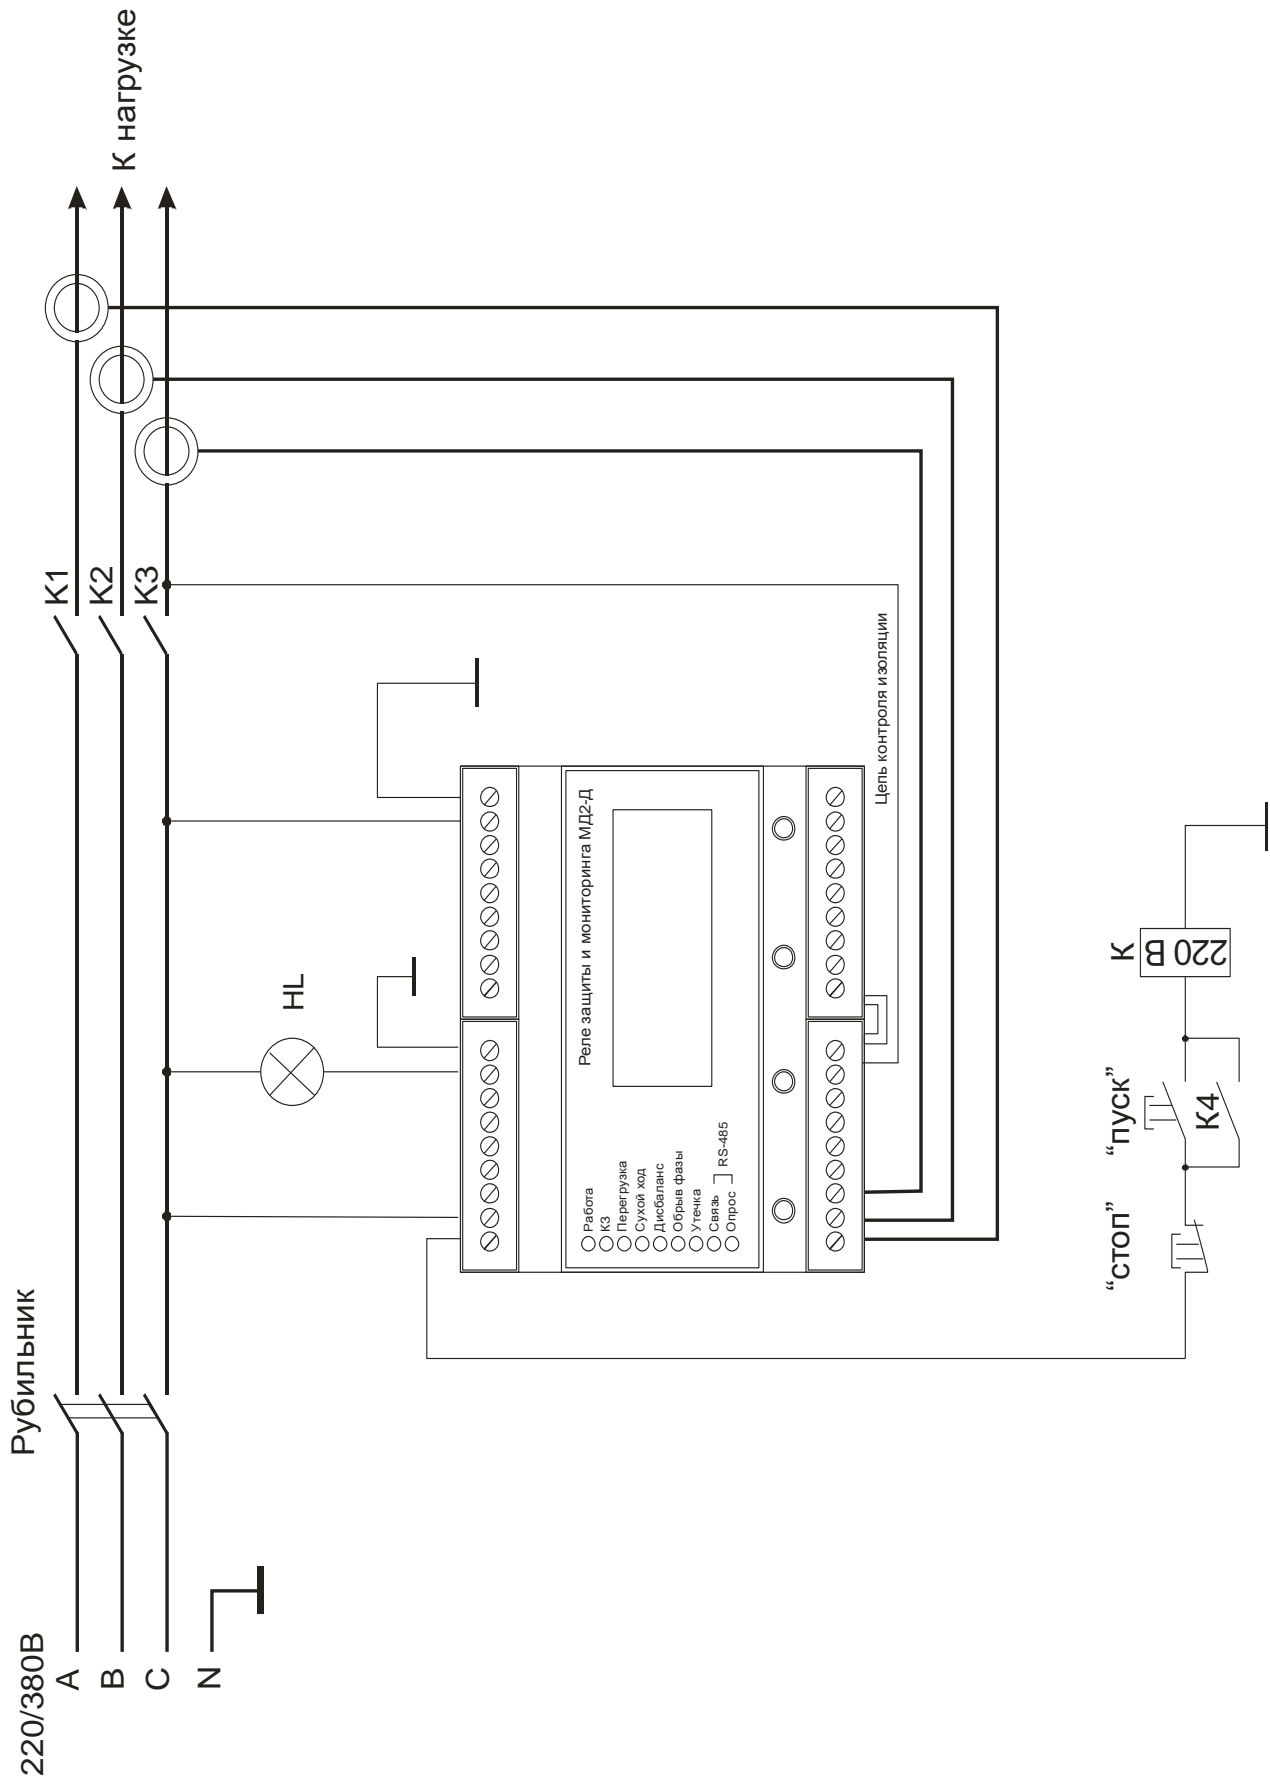 220/380В
Рубильник
К нагрузке
A
B
C
N
К1
К2
К3
HL
Реле защиты и мониторинга МД2-Д
Работа
КЗ
Перегрузка
Сухой ход
Дисбаланс
Обрыв фазы
Утечка
Связь
Опрос
RS-485
Цепь контроля изоляции
“стоп”
“пуск”
К4
К
220 В